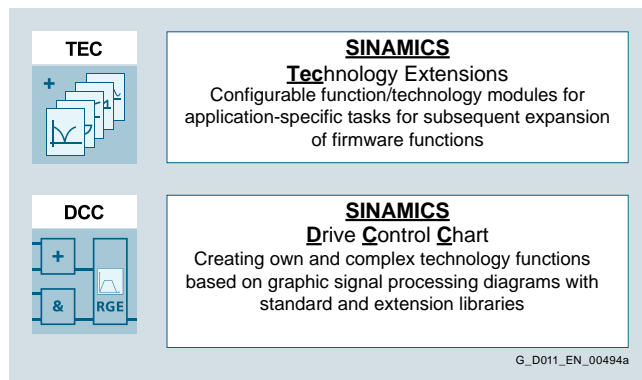 TEC
+
SINAMICS
Technology Extensions
Configurable function/technology modules for
application-specific tasks for subsequent expansion
of firmware functions
DCC
+
&
RGE
SINAMICS
Drive Control Chart
Creating own and complex technology functions
based on graphic signal processing diagrams with
standard and extension libraries
G_D011_EN_00494a